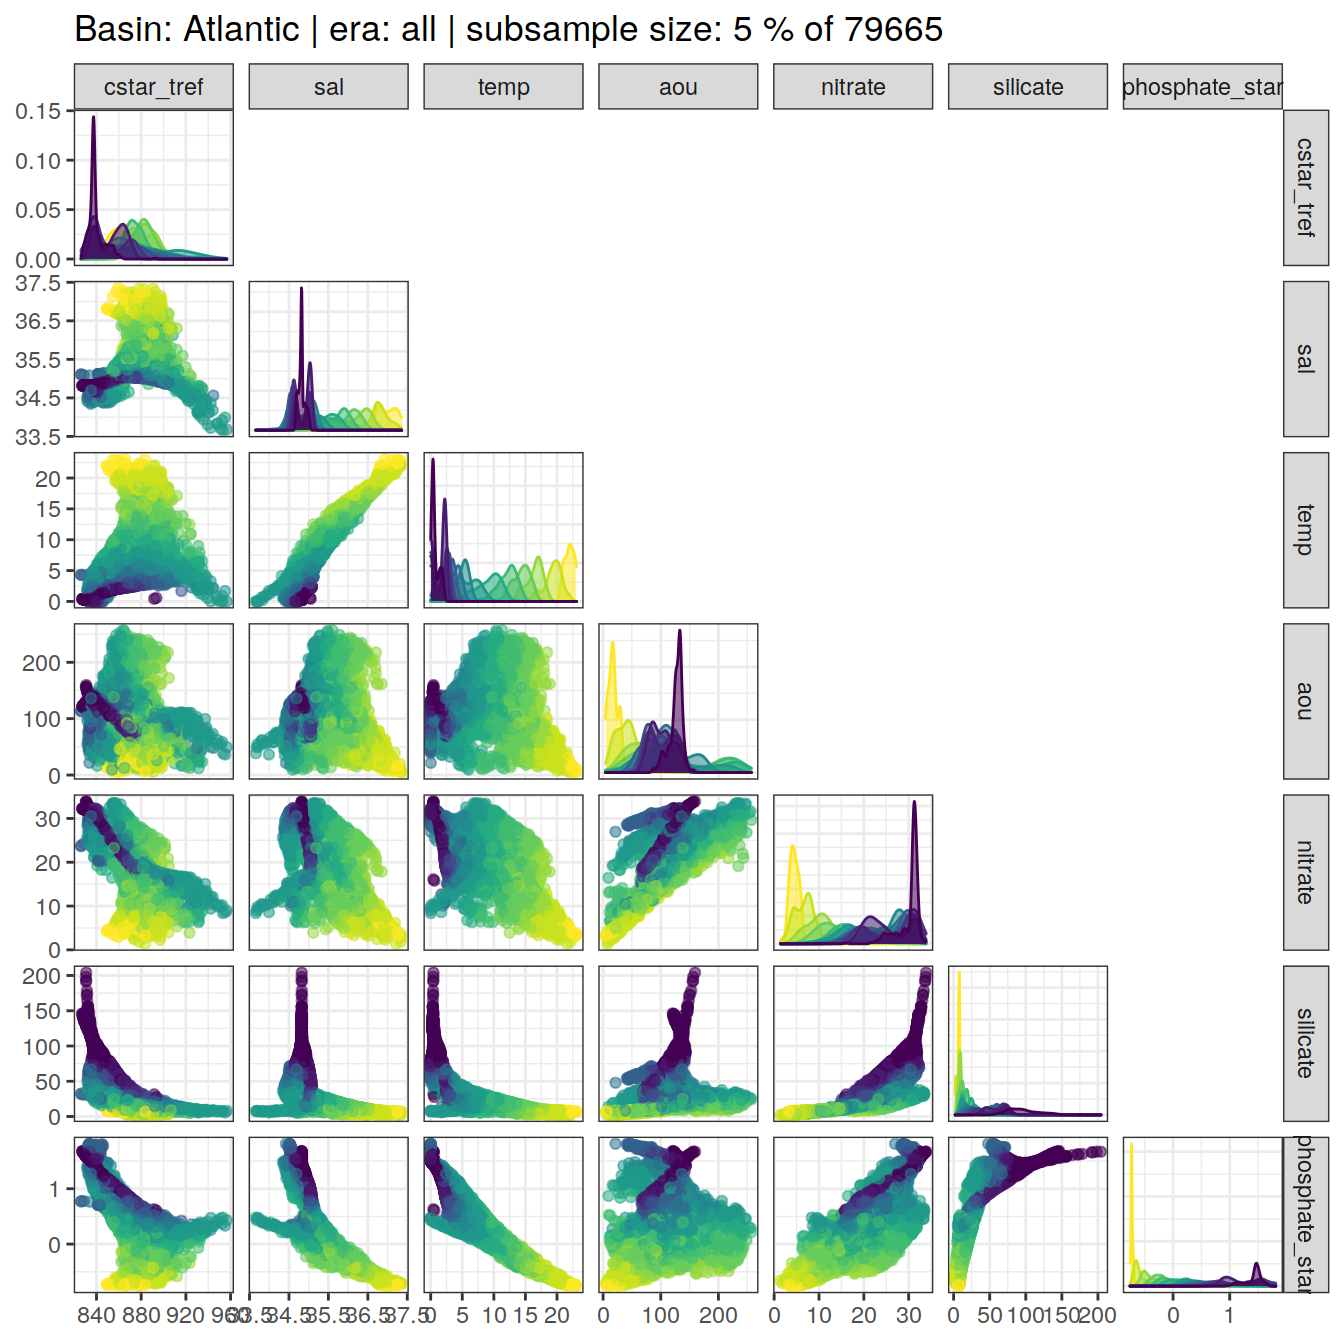 Basin: Atlantic | era: all | subsample size: 5 % of 79665
cstar_tref sal temp aou nitrate silicate phosphate_star
0.15
0.10
0.05
0.00
cstar_tref
37.5
36.5
35.5
34.5
33.5
sal
20
15
10
5
0
temp
200
100
0
aou
30
20
10
0
nitrate
200
150
100
50
0
silicate
1
0
phosphate_star
840 880 920 960 33.5 34.5 35.5 36.5 37.5 0 5 10 15 20 0 100 200 0 10 20 30 0 50 100 150 200 0 1